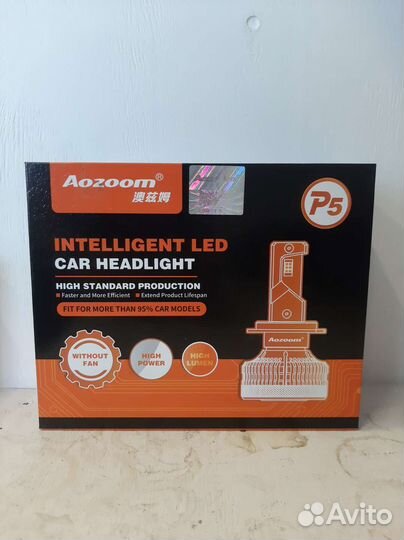 Aozoom®
澳兹姆
P5
INTELLIGENT LED
CAR HEADLIGHT
HIGH STANDARD PRODUCTION
Faster and More Efficient Extend Product Lifespan
FIT FOR MORE THAN 95% CAR MODELS
WITHOUT
FAN
HIGH
POWER
HIGH
LUMEN
Aozoom
Avito